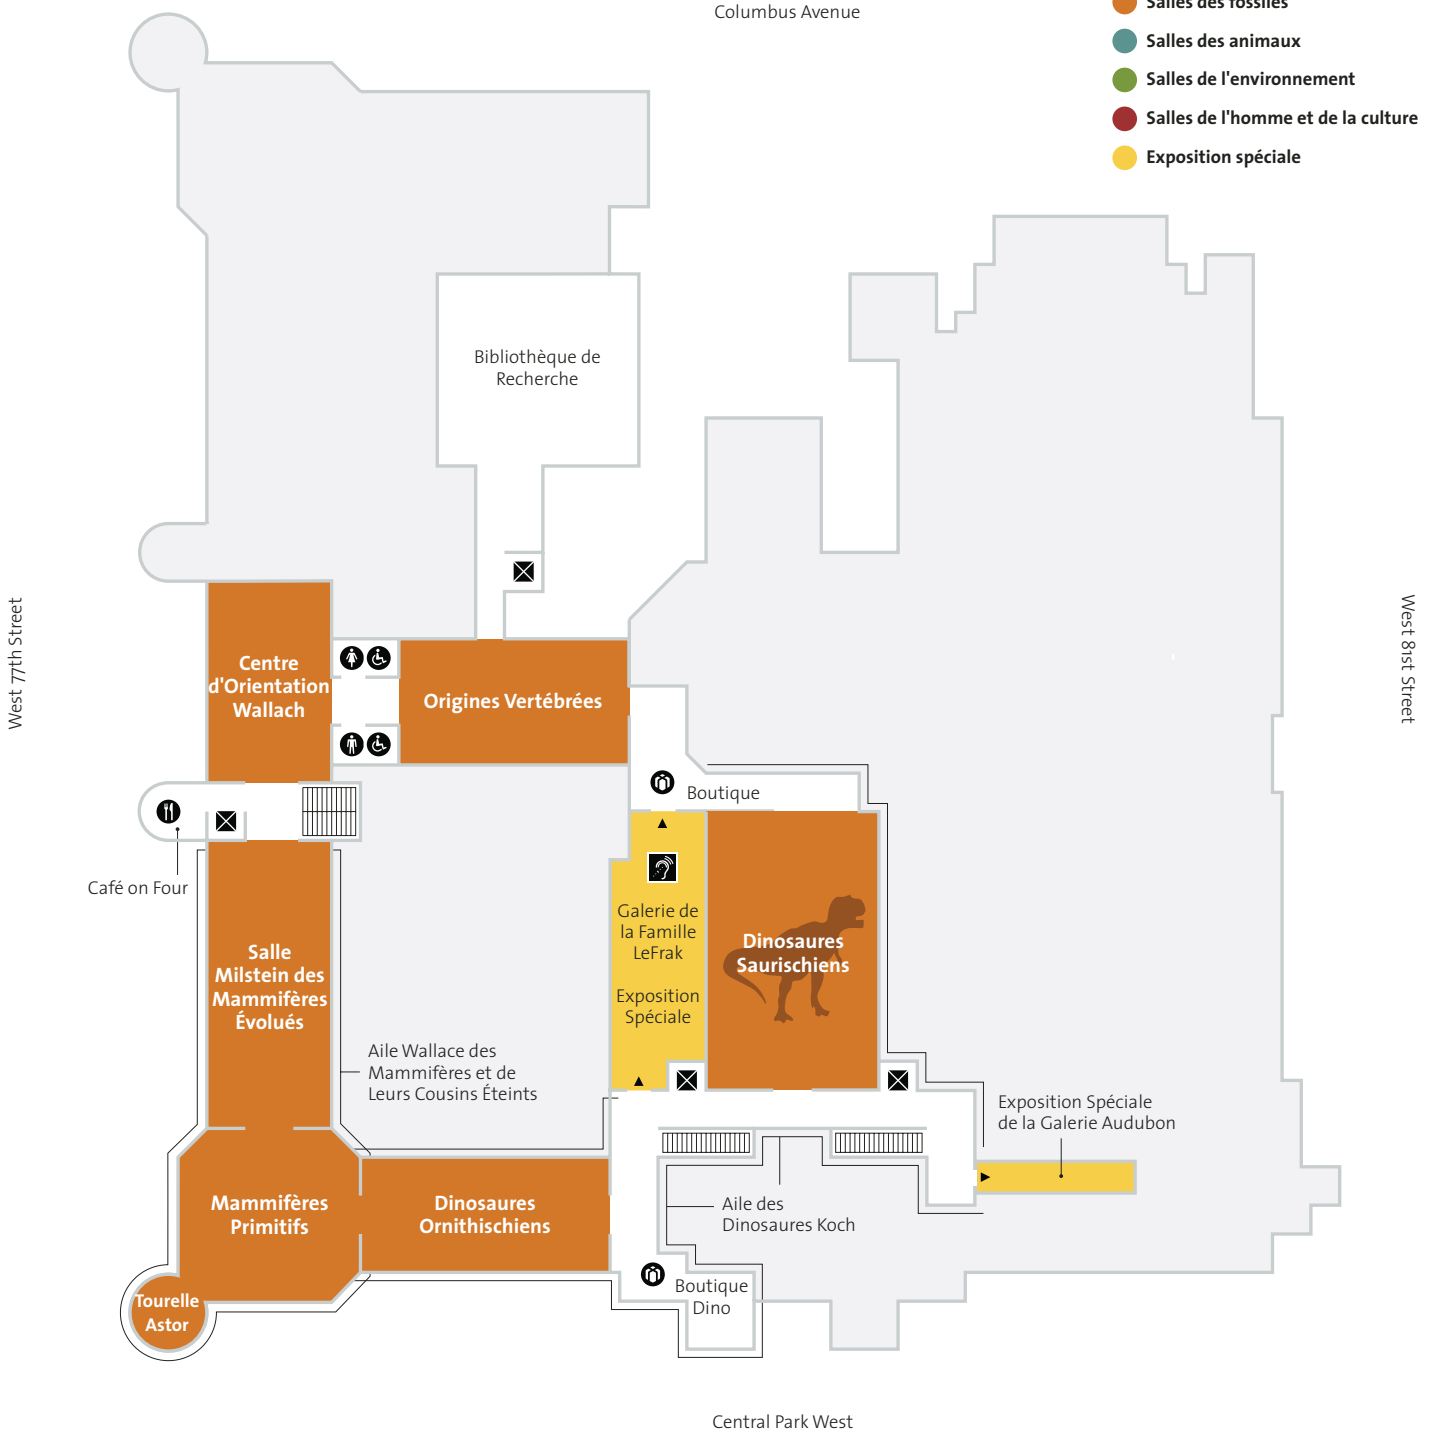 Columbus Avenue
Salles des fossiles
Salles des animaux
Salles de l'environnement
Salles de l'homme et de la culture
Exposition spéciale
Bibliothèque de
Recherche
West 77th Street
West 81st Street
Centre
d'Orientation
Wallach
Origines Vertébrées
Boutique
Café on Four
Galerie de
la Famille
LeFrak
Exposition
Spéciale
Dinosaures
Saurischiens
Salle
Milstein des
Mammifères
Évolués
Aile Wallace des
Mammifères et de
Leurs Cousins Éteints
Exposition Spéciale
de la Galerie Audubon
Mammifères
Primitifs
Dinosaures
Ornithischiens
Aile des
Dinosaures Koch
Boutique
Dino
Tourelle
Astor
Central Park West